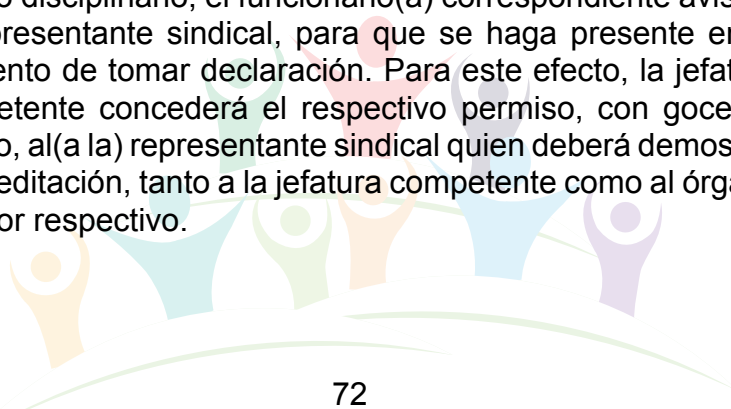 o disciplinario, el funcionario(a) correspondiente avis
presentante sindical, para que se haga presente en
ento de tomar declaración. Para este efecto, la jefat
petente concederá el respectivo permiso, con goce
o, al(a la) representante sindical quien deberá demos
editación, tanto a la jefatura competente como al órga
or respectivo.
72